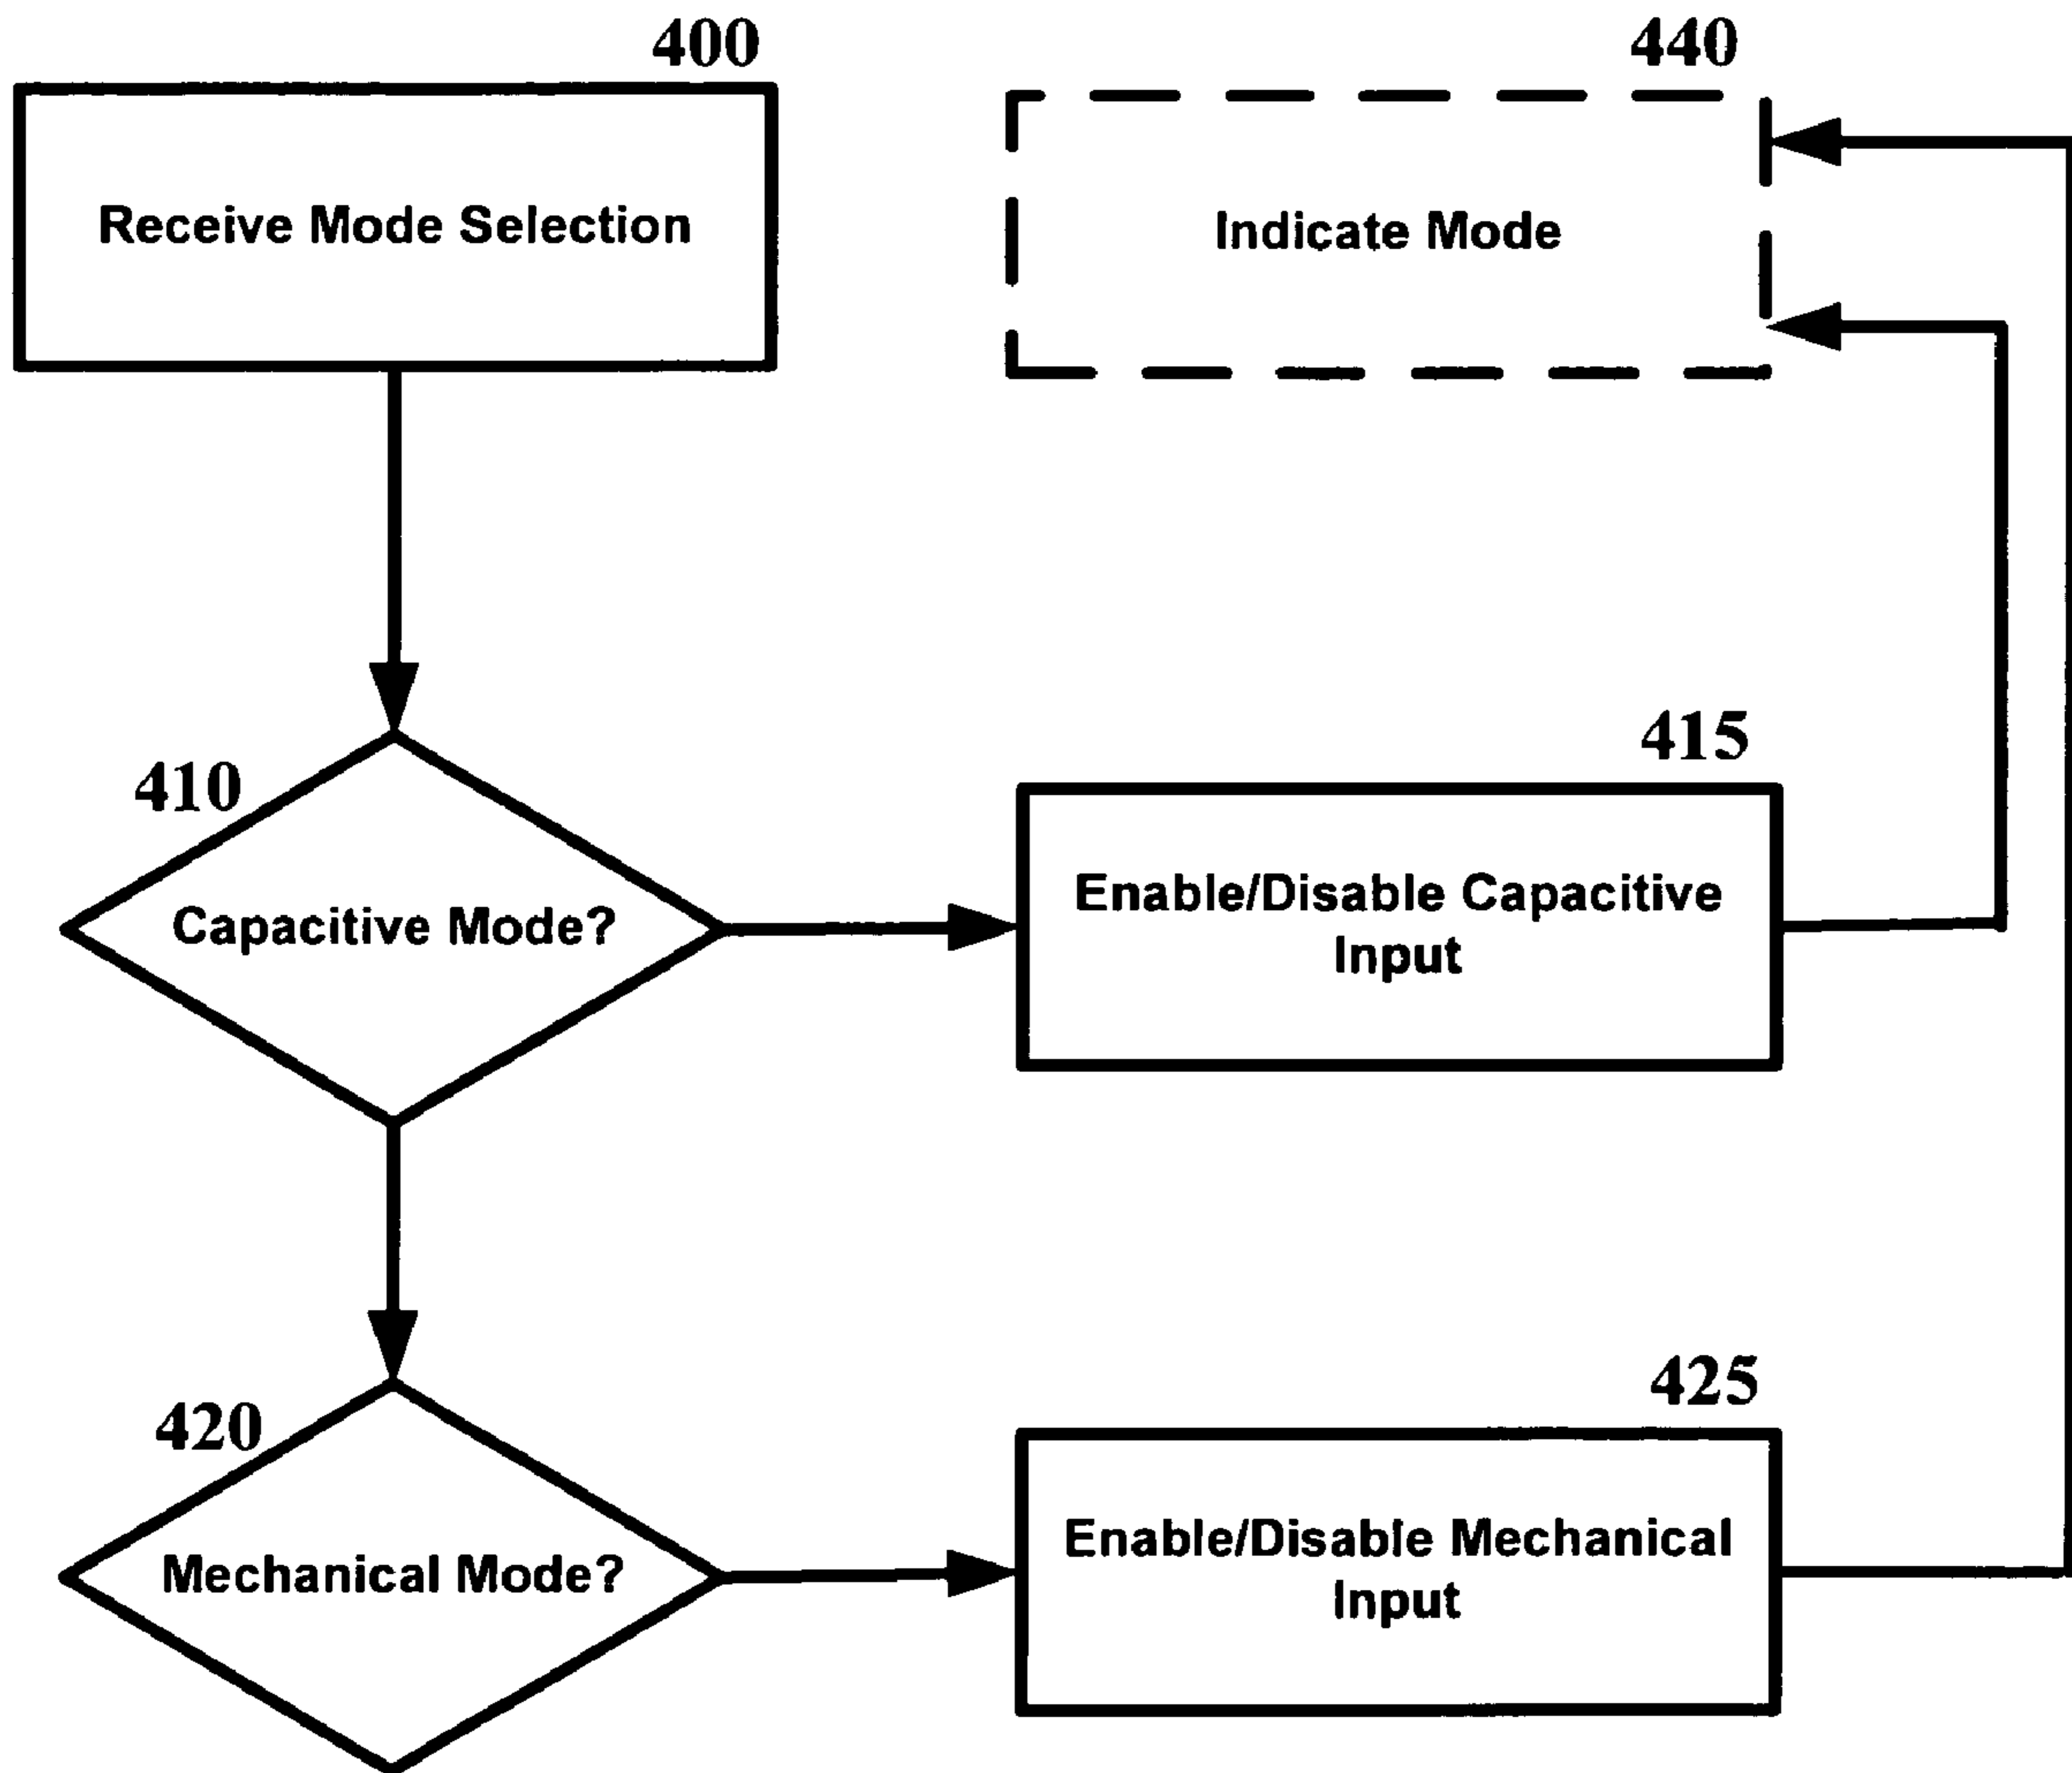 400
Receive Mode Selection
440
Indicate Mode
410
Capacitive Mode?
415
Enable/Disable Capacitive
Input
420
Mechanical Mode?
425
Enable/Disable Mechanical
Input